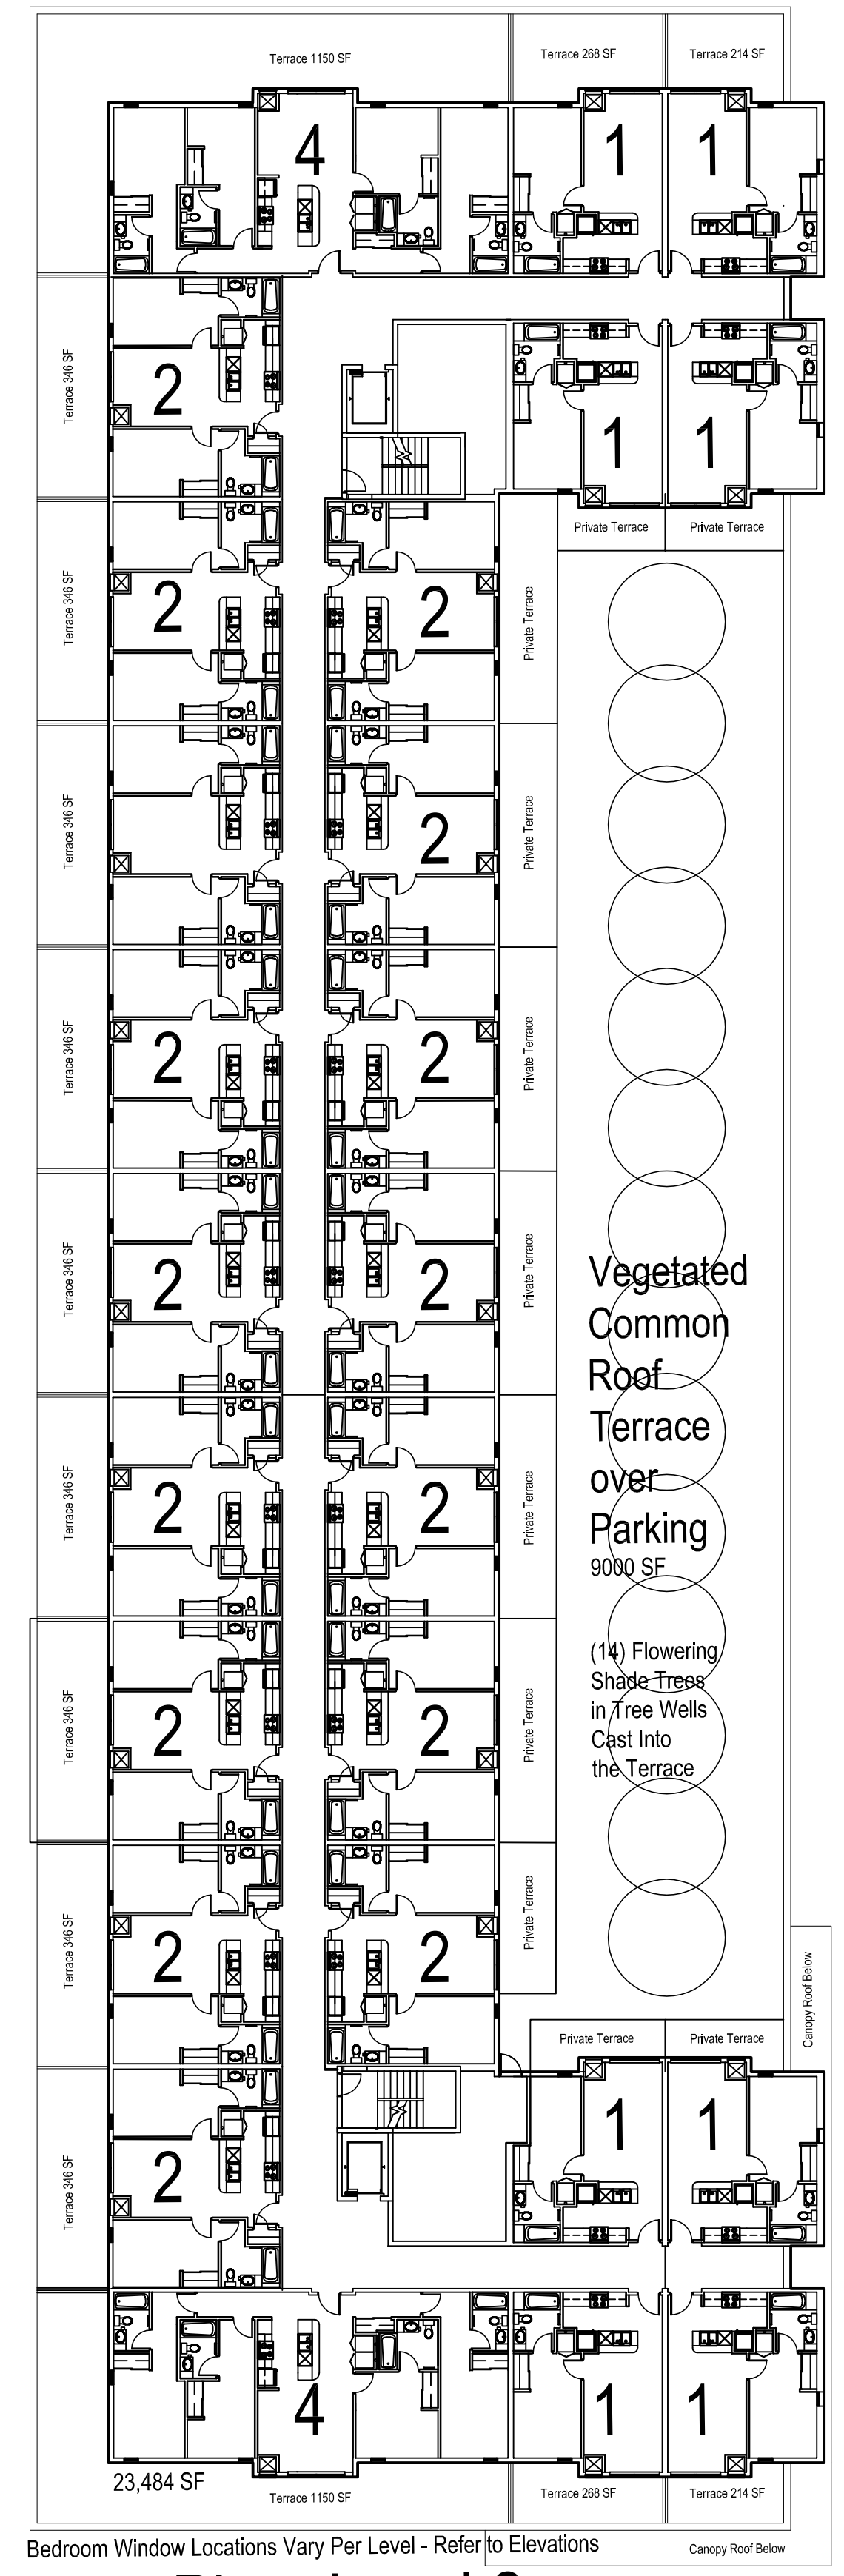 Terrace 1150 SF
Terrace 268 SF
Terrace 214 SF
4
1
1
Terrace 346 SF
2
1
1
Private Terrace
Private Terrace
Terrace 346 SF
2
2
Private Terrace
Terrace 346 SF
2
Private Terrace
Terrace 346 SF
2
2
Private Terrace
Terrace 346 SF
2
2
Private Terrace
Vegetated
Common
Roof
Terrace
over
Parking
9000 SF
Terrace 346 SF
2
2
Private Terrace
(14) Flowering
Shade Trees
in Tree Wells
Cast Into
the Terrace
Terrace 346 SF
2
2
Private Terrace
Terrace 346 SF
2
2
Private Terrace
Canopy Roof Below
Private Terrace
Private Terrace
Terrace 346 SF
2
1
1
4
1
1
23,484 SF
Terrace 1150 SF
Terrace 268 SF
Terrace 214 SF
Bedroom Window Locations Vary Per Level - Refer to Elevations
Canopy Roof Below